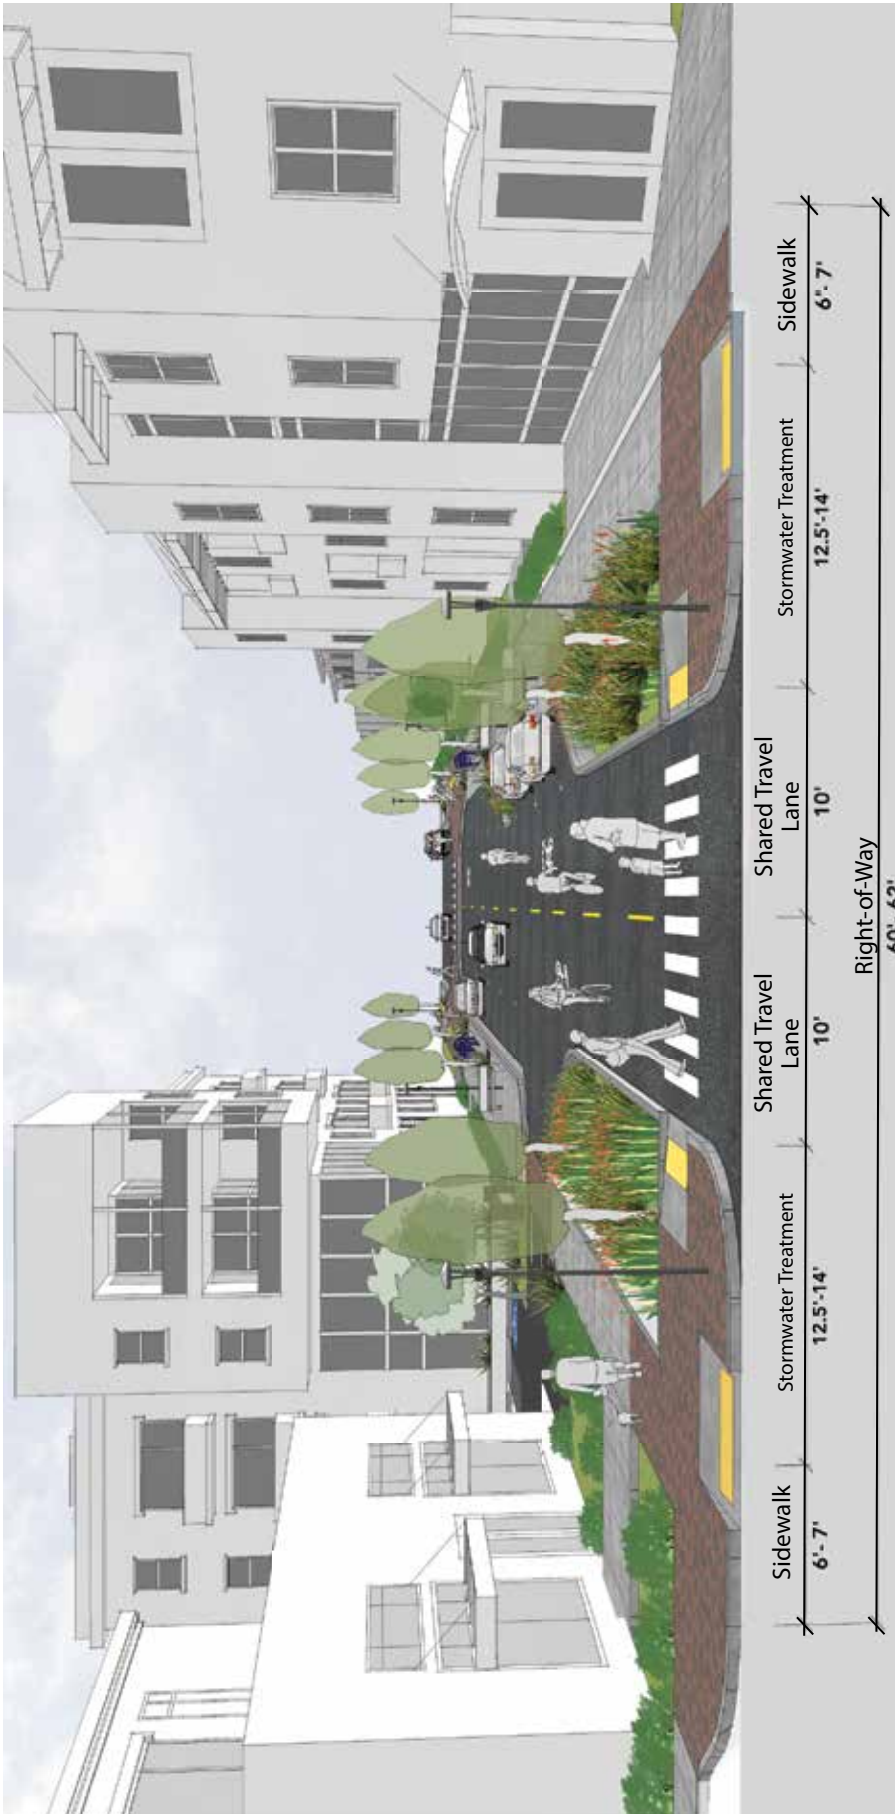 Sidewalk
6'-7'
Stormwater Treatment
12.5'-14'
Shared Travel
Lane
10'
Shared Travel
Lane
10'
Stormwater Treatment
12.5'-14'
Sidewalk
6"-7'
Right-of-Way